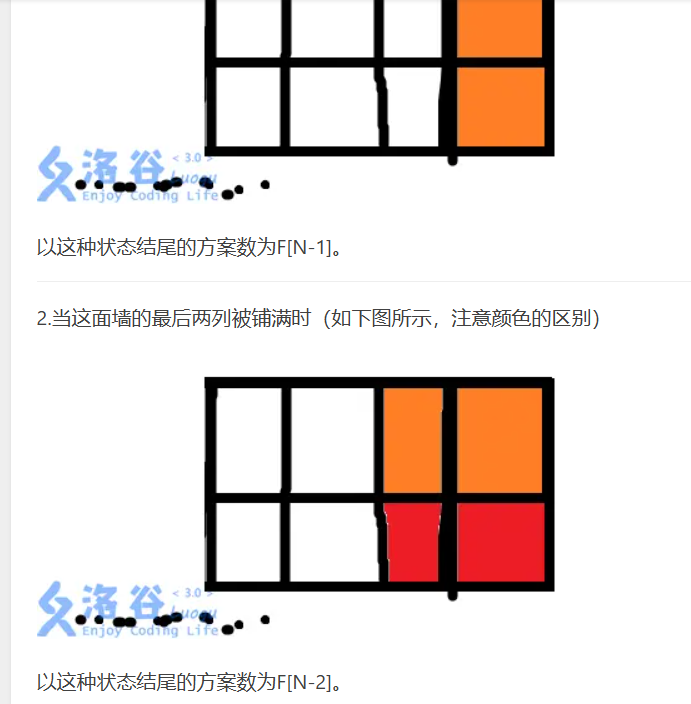 洛谷 < 3.0 >
Luogu
Enjoy Coding Life
以这种状态结尾的方案数为F[N-1]。
2.当这面墙的最后两列被铺满时（如下图所示，注意颜色的区别）
洛谷 < 3.0 >
Luogu
Enjoy Coding Life
以这种状态结尾的方案数为F[N-2]。